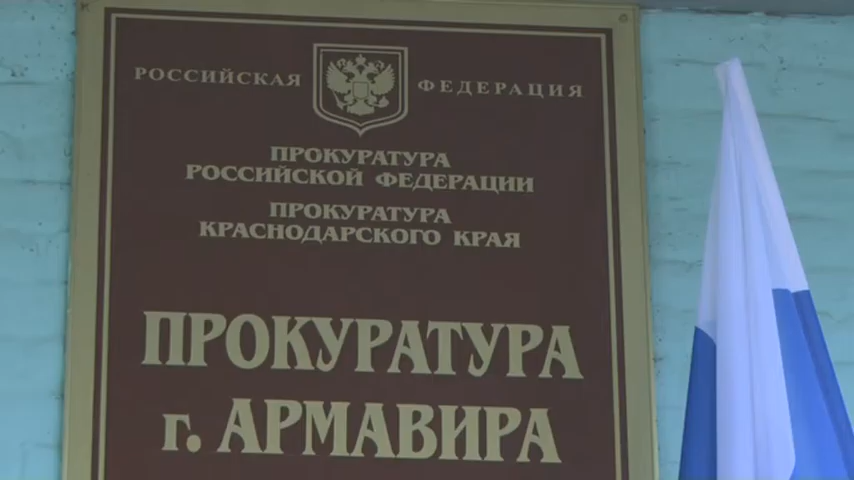 РОССИЙСКАЯ ФЕДЕРАЦИЯ
ПРОКУРАТУРА
РОССИЙСКОЙ ФЕДЕРАЦИИ
ПРОКУРАТУРА
КРАСНОДАРСКОГО КРАЯ
ПРОКУРАТУРА
г. АРМАВИРА